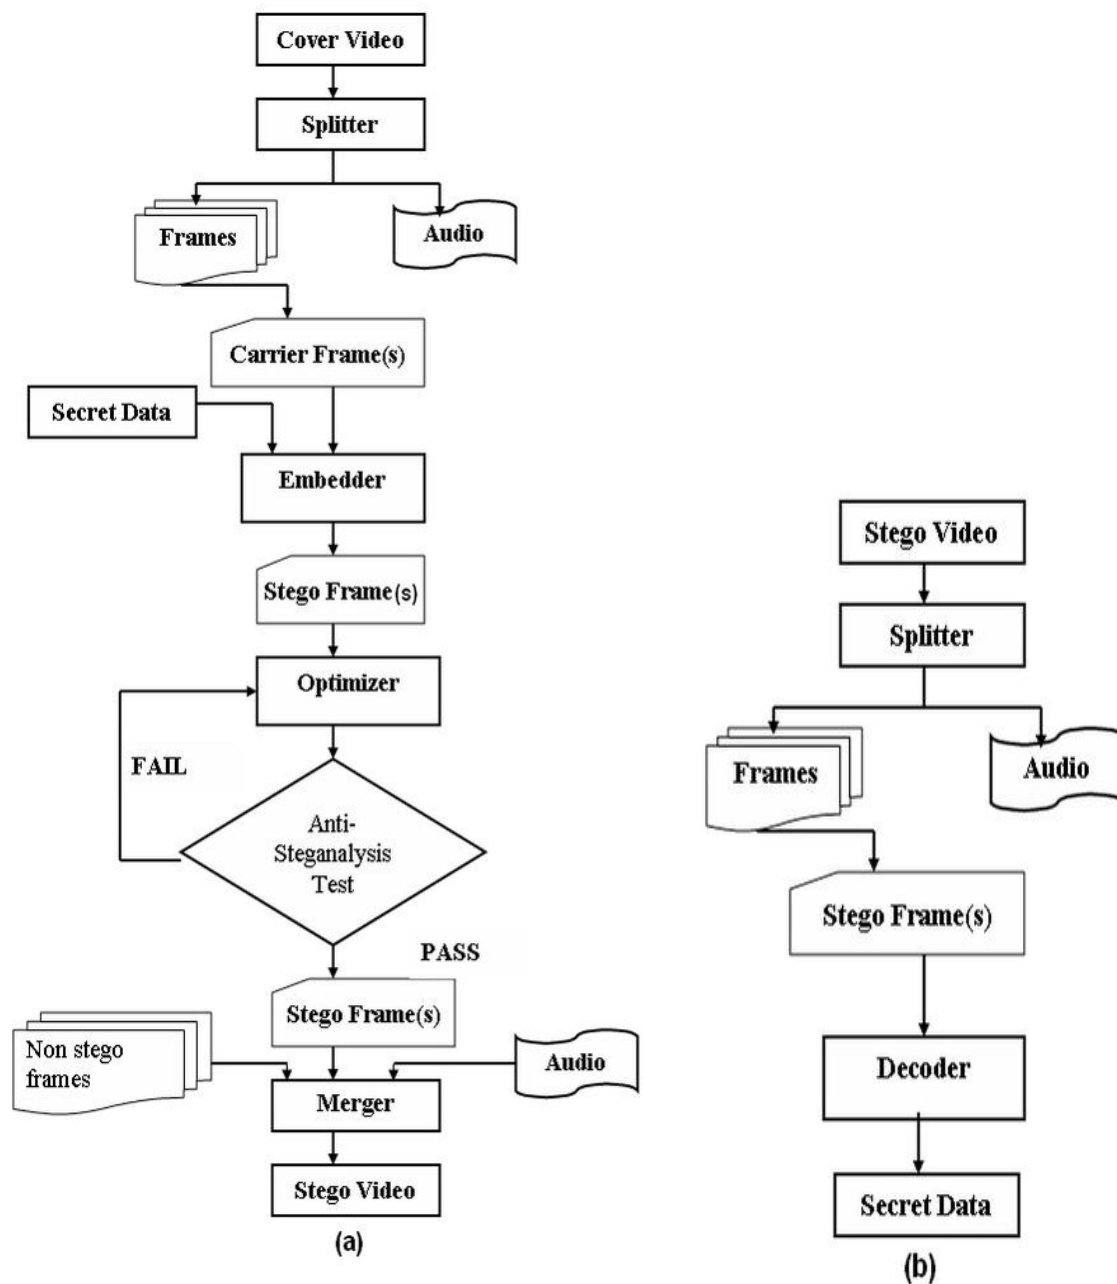 Cover Video
Splitter
Frames
Audio
Carrier Frame(s)
Secret Data
Embedder
Stego Frame(s)
Optimizer
FAIL
Anti-
Steganalysis
Test
PASS
Stego Frame(s)
Non stego
frames
Audio
Merger
Stego Video
(a)
Stego Video
Splitter
Frames
Audio
Stego Frame(s)
Decoder
Secret Data
(b)